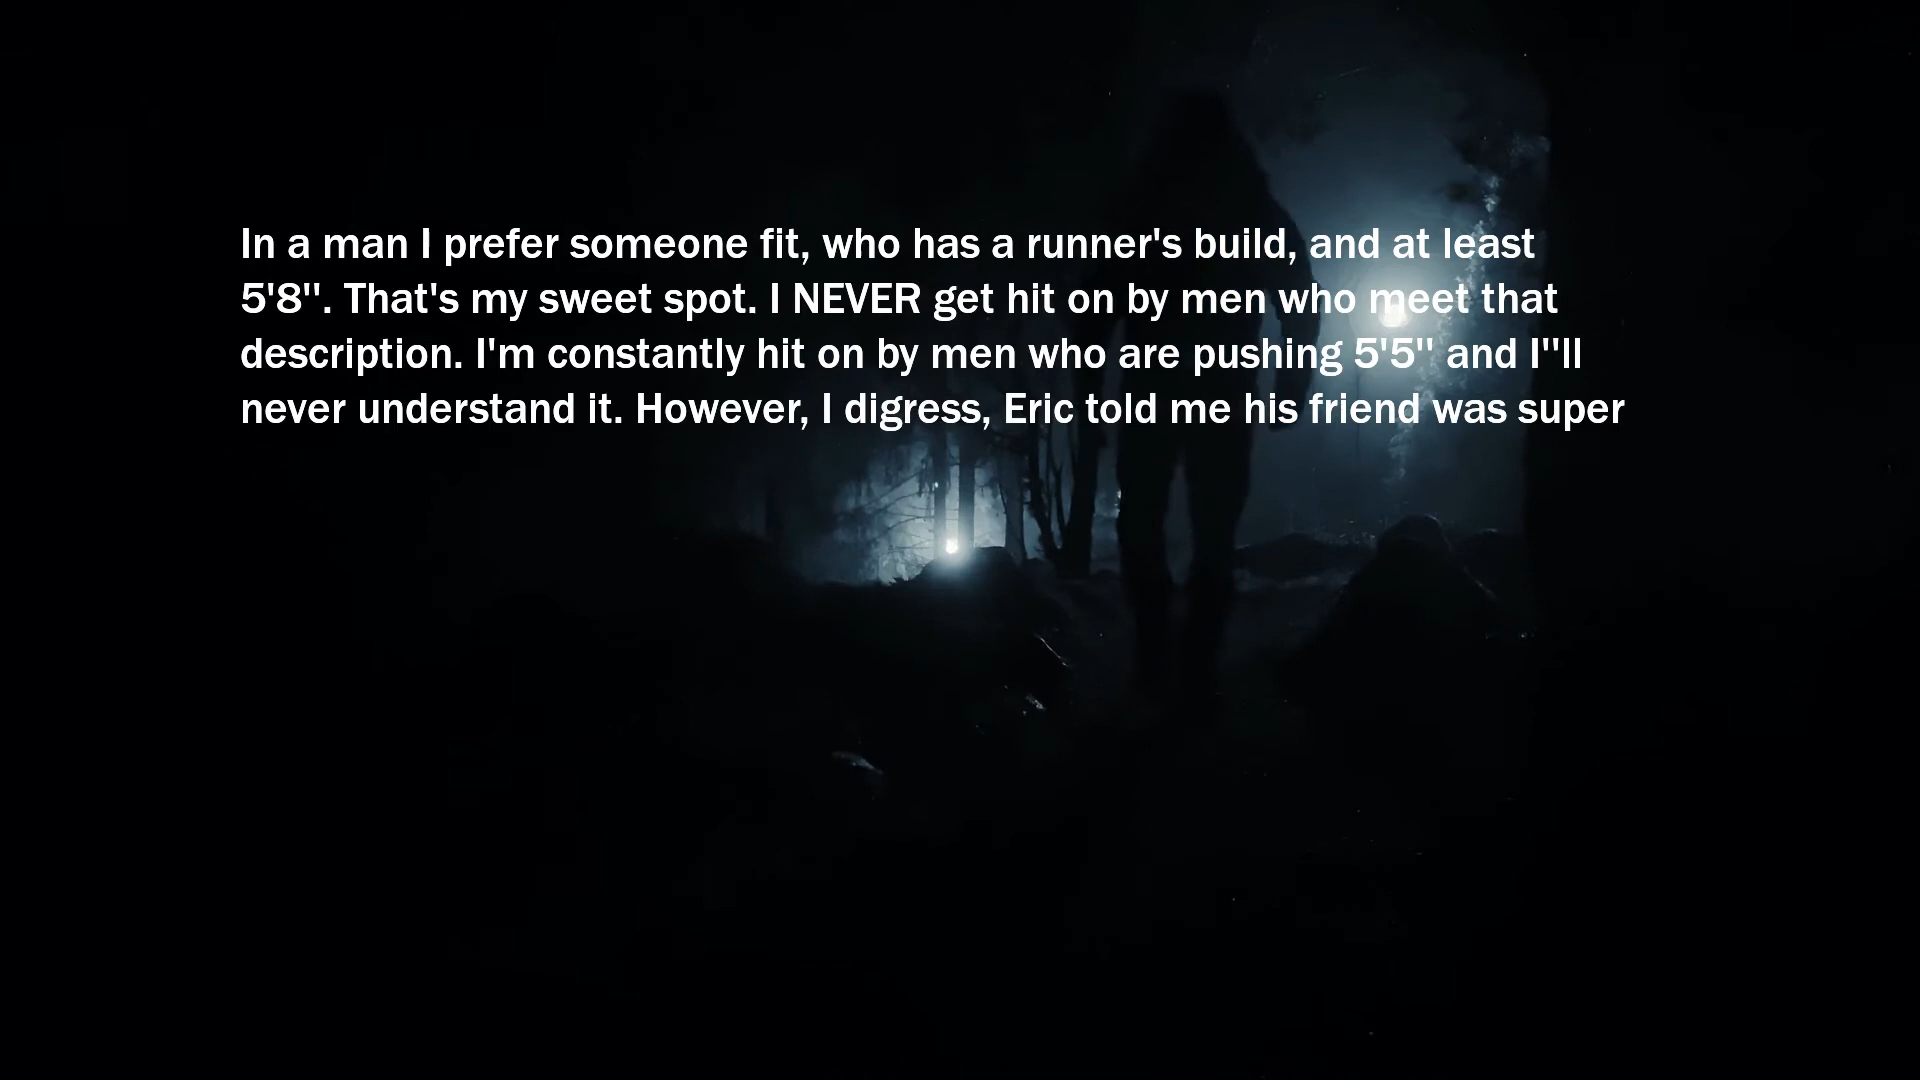 In a man I prefer someone fit, who has a runner's build, and at least
5'8". That's my sweet spot. I NEVER get hit on by men who meet that
description. I'm constantly hit on by men who are pushing 5'5" and I"ll
never understand it. However, I digress, Eric told me his friend was super